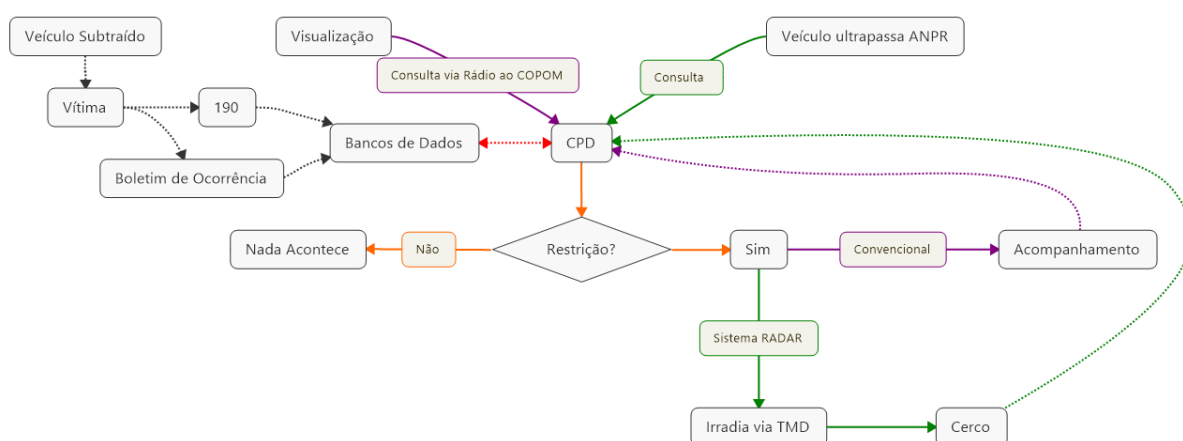 Veículo Subtraído
Visualização
Veículo ultrapassa ANPR
Consulta via Rádio ao COPOM
Consulta
Vítima
190
Bancos de Dados
CPD
Boletim de Ocorrência
Nada Acontece
Não
Restrição?
Sim
Convencional
Acompanhamento
Sistema RADAR
Irradia via TMD
Cerco